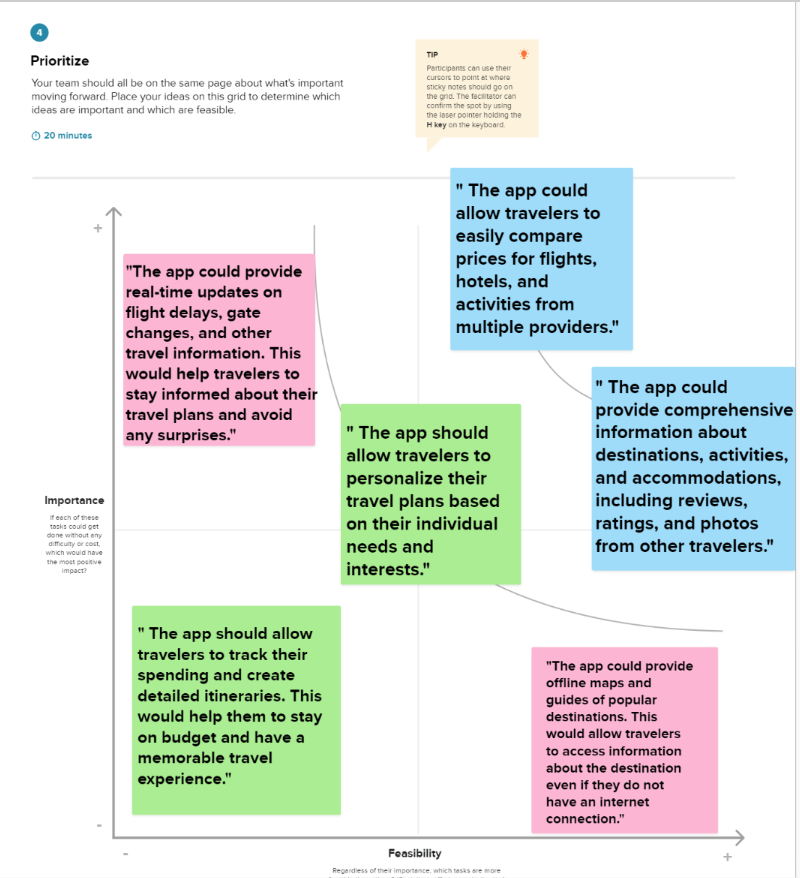 4
Prioritize
Your team should all be on the same page about what's important
moving forward. Place your ideas on this grid to determine which
ideas are important and which are feasible.
20 minutes
TIP
Participants can use their
cursors to point at where
sticky notes should go on
the grid. The facilitator can
confirm the spot by using
the laser pointer holding the
H key on the keyboard.
+
" The app could
allow travelers to
easily compare
prices for flights,
hotels, and
activities from
multiple providers."
"The app could provide
real-time updates on
flight delays, gate
changes, and other
travel information. This
would help travelers to
stay informed about their
travel plans and avoid
any surprises."
" The app could
provide comprehensive
information about
destinations, activities,
and accommodations,
including reviews,
ratings, and photos
from other travelers."
" The app should
allow travelers to
personalize their
travel plans based
on their individual
needs and
interests."
Importance
If each of these
tasks could get
done without any
difficulty or cost,
which would have
the most positive
impact?
" The app should allow
travelers to track their
spending and create
detailed itineraries. This
would help them to stay
on budget and have a
memorable travel
experience."
"The app could provide
offline maps and
guides of popular
destinations. This
would allow travelers
to access information
about the destination
even if they do not
have an internet
connection."
-
-
Feasibility
+
Regardless of their importance, which tasks are more